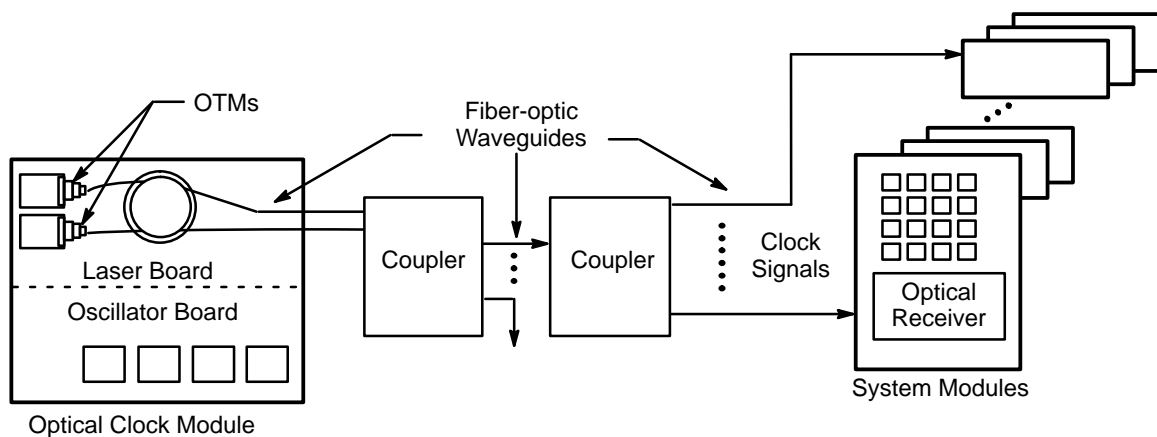 OTMs
Fiber-optic
Waveguides
Laser Board
Oscillator Board
Coupler
Coupler
Clock
Signals
Optical
Receiver
System Modules
Optical Clock Module